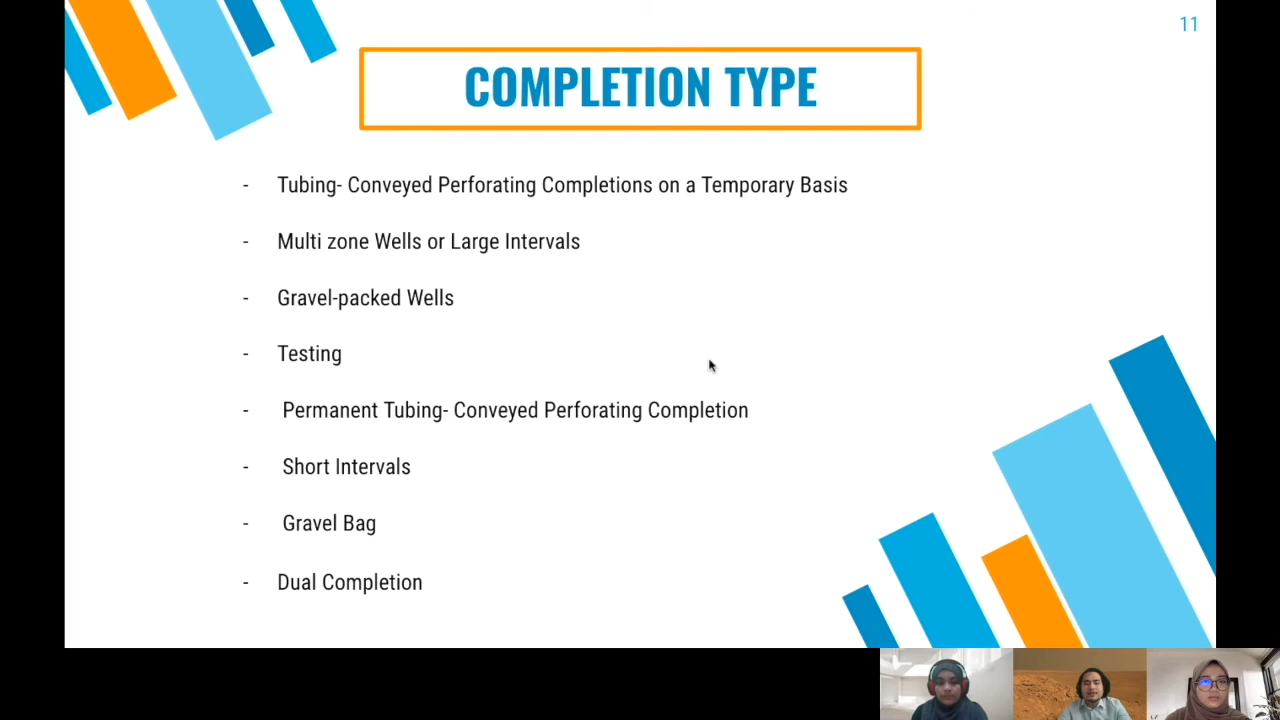 11
COMPLETION TYPE
- Tubing- Conveyed Perforating Completions on a Temporary Basis
- Multi zone Wells or Large Intervals
- Gravel-packed Wells
- Testing
- Permanent Tubing- Conveyed Perforating Completion
- Short Intervals
- Gravel Bag
- Dual Completion